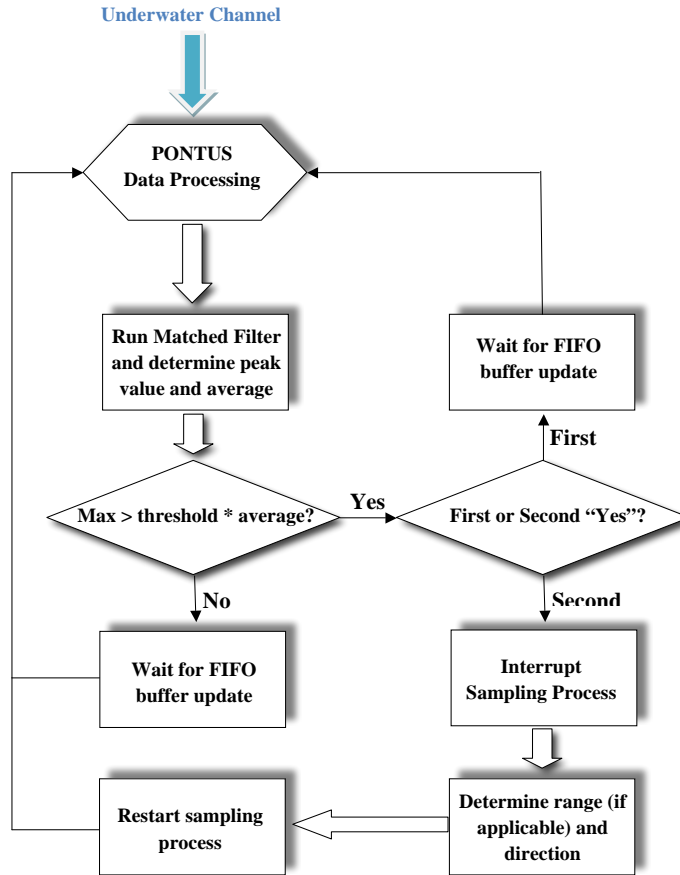 Underwater Channel
PONTUS
Data Processing
Run Matched Filter
and determine peak
value and average
Wait for FIFO
buffer update
First
Max > threshold * average?
Yes
First or Second “Yes”?
No
Second
Wait for FIFO
buffer update
Interrupt
Sampling Process
Restart sampling
process
Determine range (if
applicable) and
direction